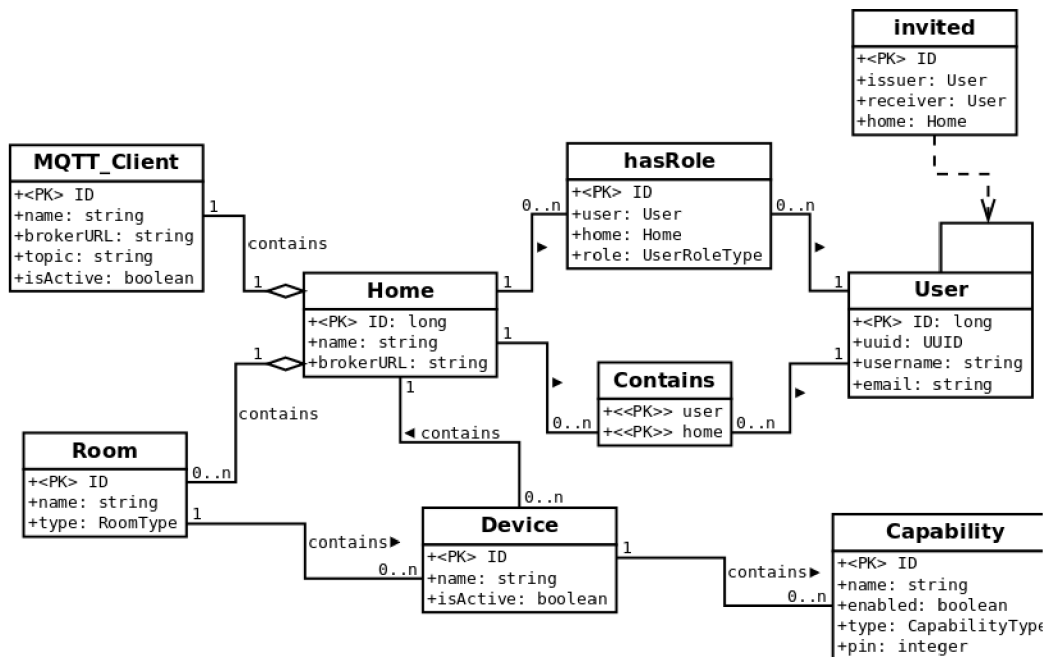 invited
+<PK> ID
+issuer: User
+receiver: User
+home: Home
MQTT_Client
+<PK> ID
+name: string
+brokerURL: string
+topic: string
+isActive: boolean
hasRole
+<PK> ID
+user: User
+home: Home
+role: UserRoleType
1
contains
1
0..n
1
0..n
1
Home
+<PK> ID: long
+name: string
+brokerURL: string
User
+<PK> ID: long
+uuid: UUID
+username: string
+email: string
1
contains
0..n
1
0..n
0..n
1
Contains
+<<PK>> user
+<<PK>> home
1
contains
0..n
Room
+<PK> ID
+name: string
+type: RoomType
1
contains
0..n
Device
+<PK> ID
+name: string
+isActive: boolean
1
contains
0..n
Capability
+<PK> ID
+name: string
+enabled: boolean
+type: CapabilityType
+pin: integer